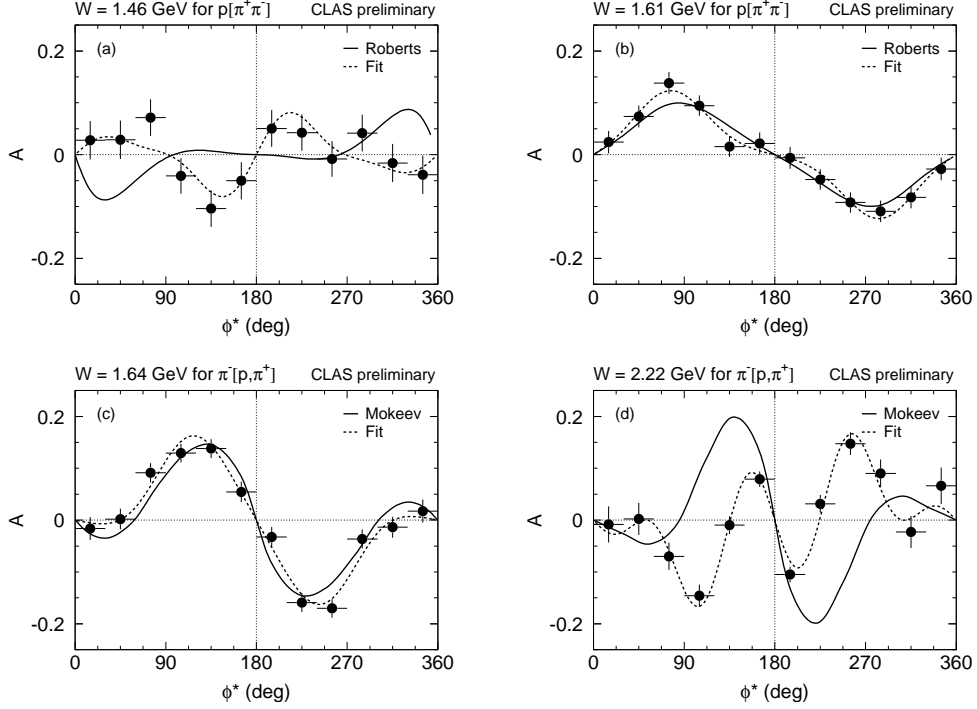 W = 1.46 GeV for p[π⁺π⁻] CLAS preliminary
(a)
Roberts
Fit
A
0.2
0
-0.2
0 90 180 270 360
ϕ* (deg)
W = 1.61 GeV for p[π⁺π⁻] CLAS preliminary
(b)
Roberts
Fit
A
0.2
0
-0.2
0 90 180 270 360
ϕ* (deg)
W = 1.64 GeV for π⁻[p,π⁺] CLAS preliminary
(c)
Mokeev
Fit
A
0.2
0
-0.2
0 90 180 270 360
ϕ* (deg)
W = 2.22 GeV for π⁻[p,π⁺] CLAS preliminary
(d)
Mokeev
Fit
A
0.2
0
-0.2
0 90 180 270 360
ϕ* (deg)